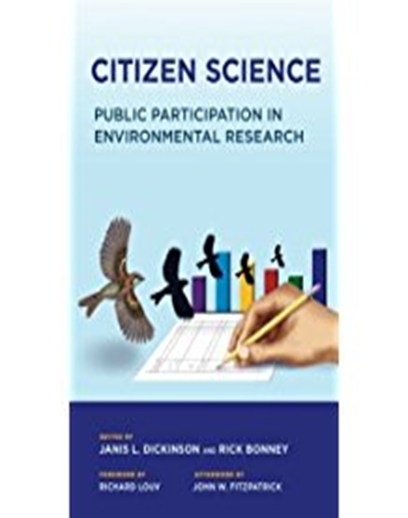 CITIZEN SCIENCE
PUBLIC PARTICIPATION IN
ENVIRONMENTAL RESEARCH
EDITED BY
JANIS L. DICKINSON AND RICK BONNEY
FOREWORD BY AFTERWORD BY
RICHARD LOUV JOHN W. FITZPATRICK